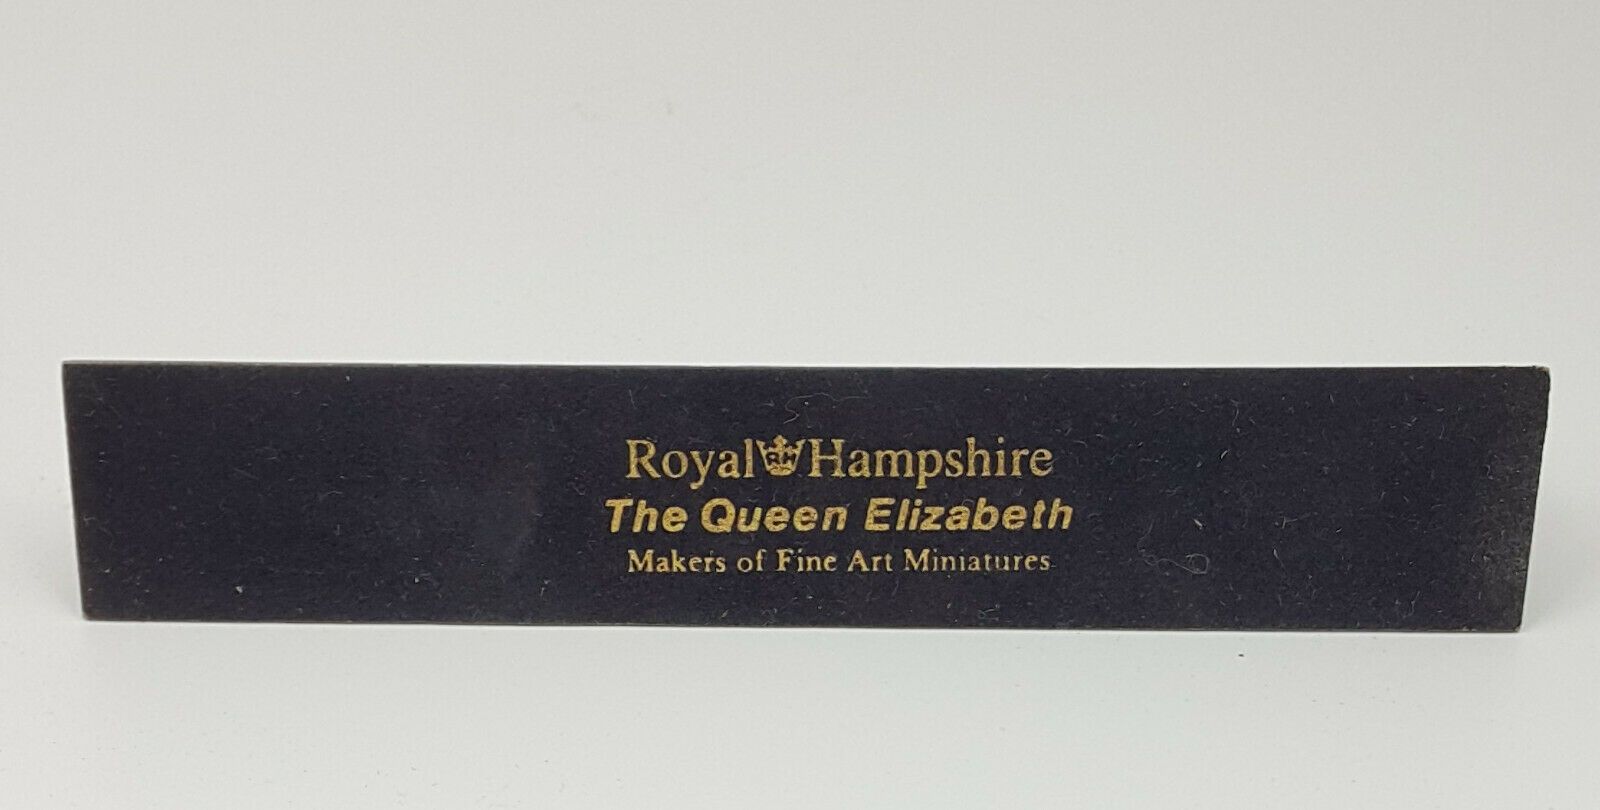 Royal Hampshire
The Queen Elizabeth
Makers of Fine Art Miniatures